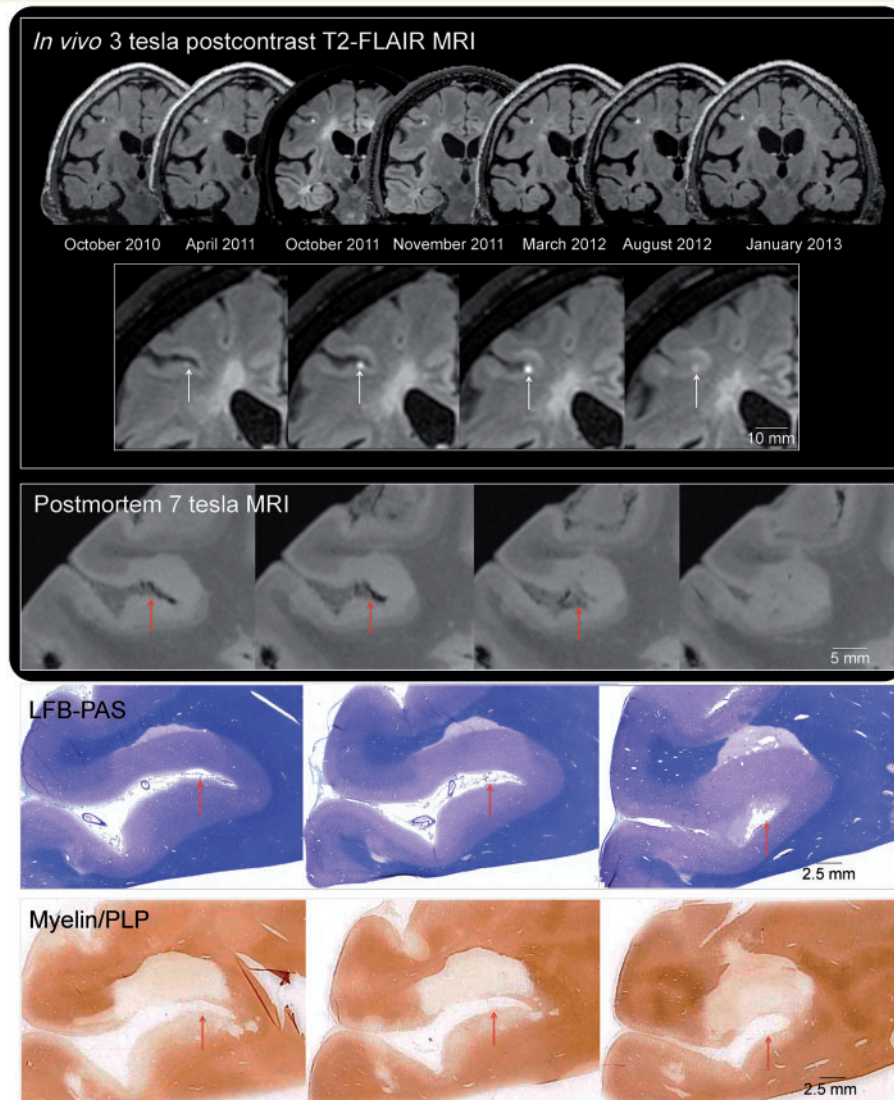 In vivo 3 tesla postcontrast T2-FLAIR MRI
October 2010 April 2011 October 2011 November 2011 March 2012 August 2012 January 2013
10 mm
Postmortem 7 tesla MRI
5 mm
LFB-PAS
2.5 mm
Myelin/PLP
2.5 mm